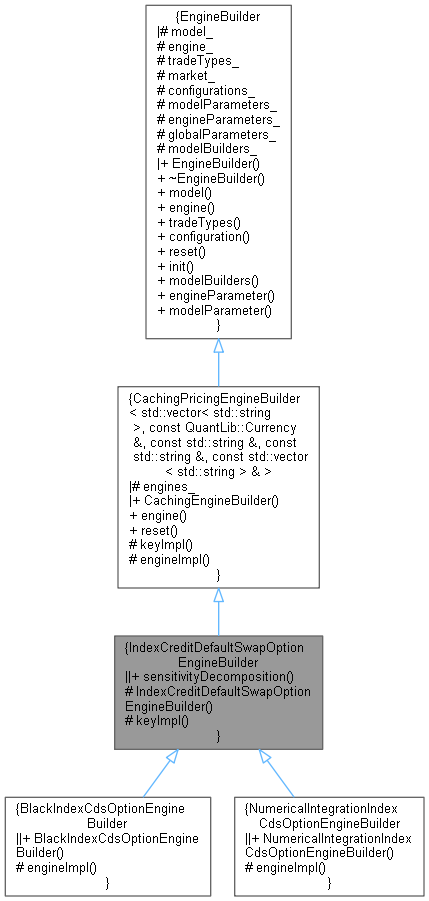 {EngineBuilder
|# model_
# engine_
# tradeTypes_
# market_
# configurations_
# modelParameters_
# engineParameters_
# globalParameters_
# modelBuilders_
|+ EngineBuilder()
+ ~EngineBuilder()
+ model()
+ engine()
+ tradeTypes()
+ configuration()
+ reset()
+ init()
+ modelBuilders()
+ engineParameter()
+ modelParameter()
}
{CachingPricingEngineBuilder
< std::vector< std::string
>, const QuantLib::Currency
&, const std::string &, const
std::string &, const std::vector
< std::string > & >
|# engines_
|+ CachingEngineBuilder()
+ engine()
+ reset()
# keyImpl()
# engineImpl()
}
{IndexCreditDefaultSwapOption
EngineBuilder
||+ sensitivityDecomposition()
# IndexCreditDefaultSwapOption
EngineBuilder()
# keyImpl()
}
{BlackIndexCdsOptionEngine
Builder
||+ BlackIndexCdsOptionEngine
Builder()
# engineImpl()
}
{NumericalIntegrationIndex
CdsOptionEngineBuilder
||+ NumericalIntegrationIndex
CdsOptionEngineBuilder()
# engineImpl()
}